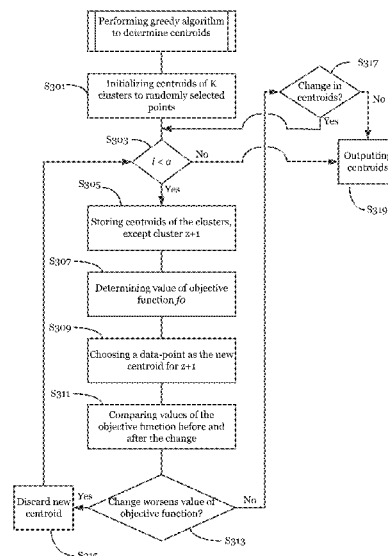 Performing greedy algorithm
to determine centroids
S301
Initializing centroids of K
clusters to randomly selected
points
S303
i < a
No
Yes
S305
Storing centroids of the clusters,
except cluster z+1
S307
Determining value of objective
function fo
S309
Choosing a data-point as the new
centroid for z+1
S311
Comparing values of the
objective function before and
after the change
Change worsens value of
objective function?
Yes
No
S313
Discard new
centroid
S315
S317
Change in
centroids?
No
Yes
Outputting
centroids
S319